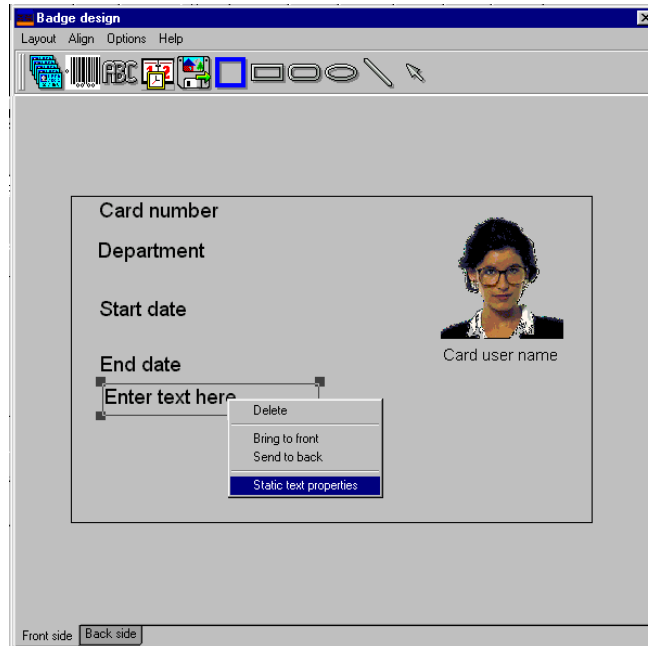 Badge design
Layout Align Options Help
ABC
Card number
Department
Start date
Card user name
End date
Enter text here
Delete
Bring to front
Send to back
Static text properties
Front side Back side